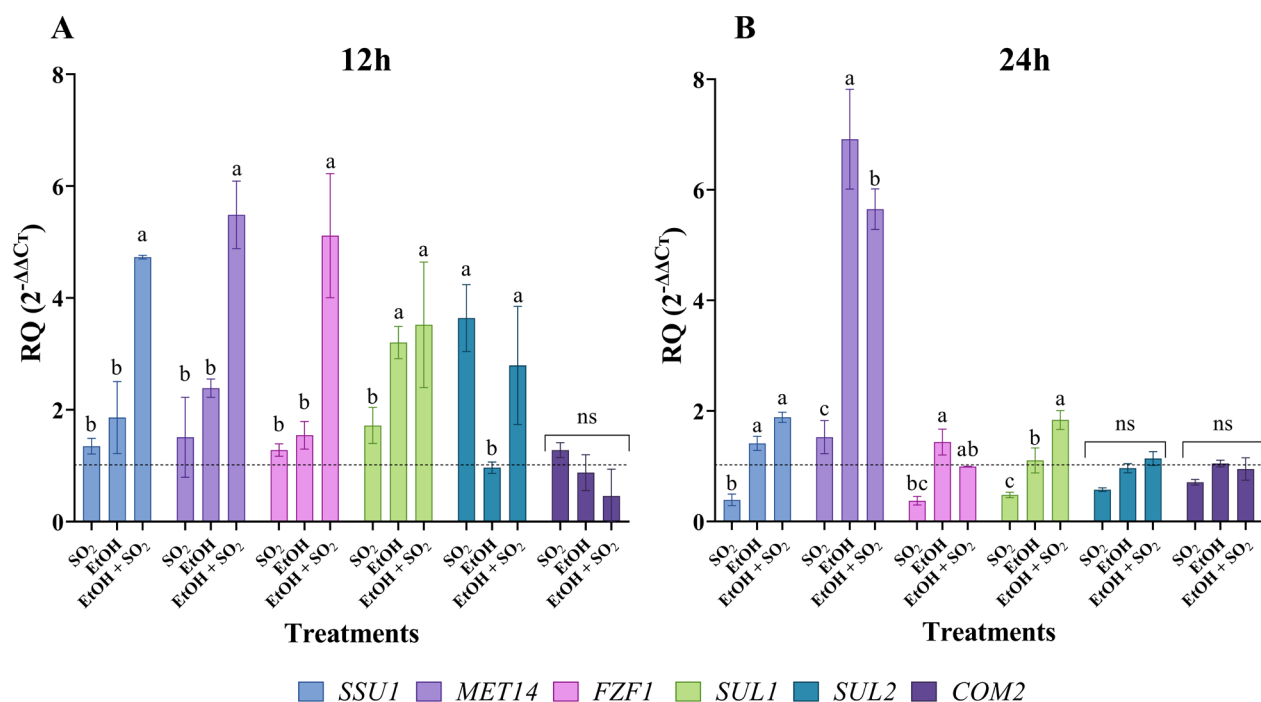 A
12h
8
6
4
2
0
RQ (2^-ΔΔCT)
b b a
b b a
b b a
b a a
a b a
ns
SO2 EtOH EtOH + SO2
SO2 EtOH EtOH + SO2
SO2 EtOH EtOH + SO2
SO2 EtOH EtOH + SO2
SO2 EtOH EtOH + SO2
SO2 EtOH EtOH + SO2
Treatments
B
24h
8
6
4
2
0
RQ (2^-ΔΔCT)
b a a
c a b
bc a ab
c b a
ns
ns
SO2 EtOH EtOH + SO2
SO2 EtOH EtOH + SO2
SO2 EtOH EtOH + SO2
SO2 EtOH EtOH + SO2
SO2 EtOH EtOH + SO2
SO2 EtOH EtOH + SO2
Treatments
SSU1 MET14 FZF1 SUL1 SUL2 COM2